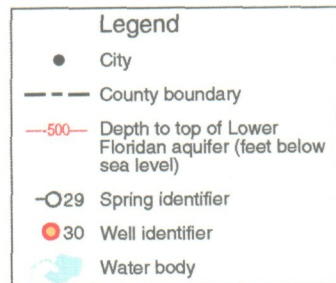 Legend
City
County boundary
-500 Depth to top of Lower
Floridan aquifer (feet below
sea level)
29 Spring identifier
30 Well identifier
Water body